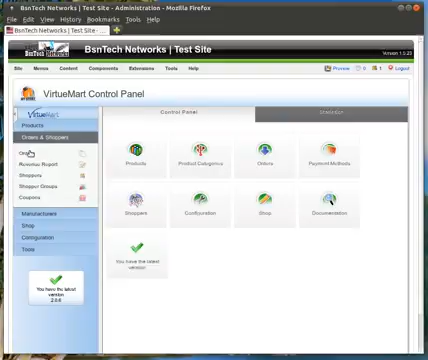 BsnTech Networks | Test Site - Administration - Mozilla Firefox
File Edit View History Bookmarks Tools Help
BsnTech Networks | Test Site - ...
BsnTech Networks | Test Site
Version 1.5.23
Site Menus Content Components Extensions Tools Help
Preview 0 1 Logout
VirtueMart Control Panel
VirtueMart
Control Panel
Statistics
Products
Orders & Shoppers
Revenue Report
Shoppers
Shopper Groups
Coupons
Manufacturers
Shop
Configuration
Tools
You have the latest
version
2.0.6
Products
Product Categories
Orders
Payment Methods
Shoppers
Configuration
Shop
Documentation
You have the latest
version